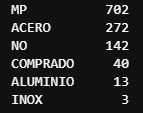 MP 702
ACERO 272
NO 142
COMPRADO 40
ALUMINIO 13
INOX 3